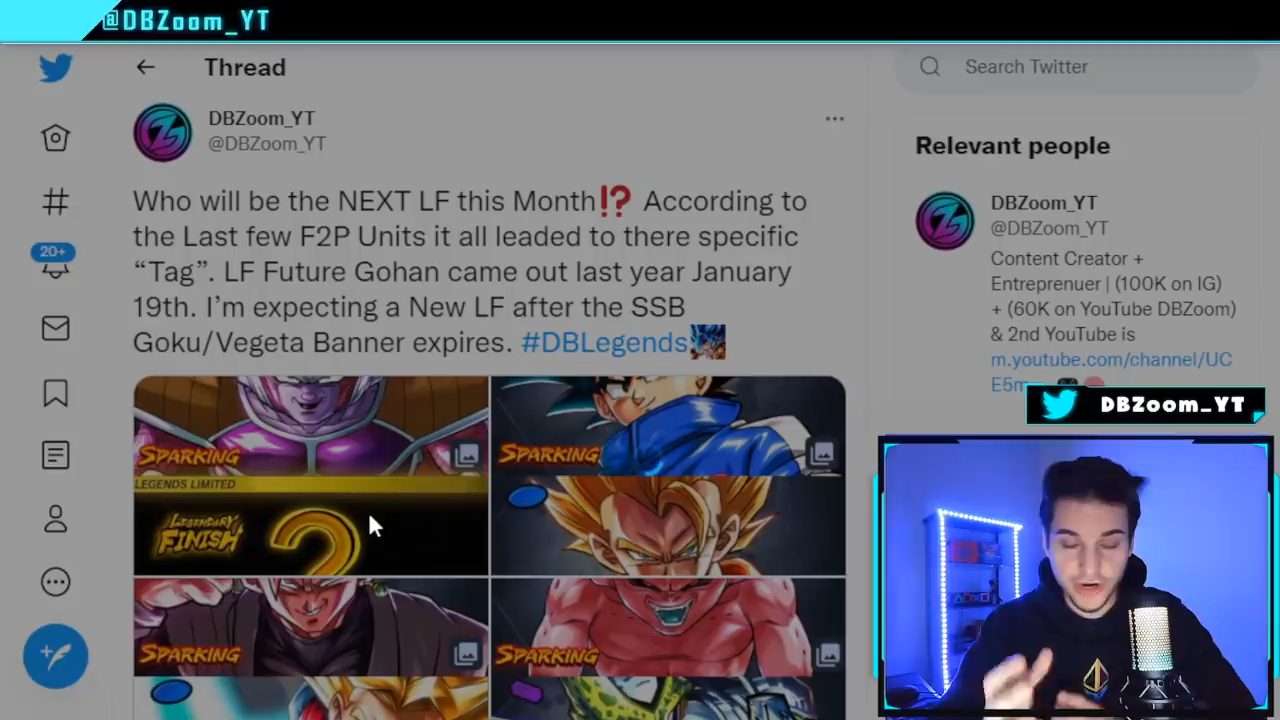 @DBZoom_YT
Thread
Search Twitter
DBZoom_YT
@DBZoom_YT
Who will be the NEXT LF this Month⁉️ According to
the Last few F2P Units it all leaded to there specific
“Tag”. LF Future Gohan came out last year January
19th. I’m expecting a New LF after the SSB
Goku/Vegeta Banner expires. #DBLegends
20+
Relevant people
DBZoom_YT
@DBZoom_YT
Content Creator +
Entreprenuer | (100K on IG)
+ (60K on YouTube DBZoom)
& 2nd YouTube is
m.youtube.com/channel/UC
DBZoom_YT
SPARKING
SPARKING
LEGENDS LIMITED
LEGENDARY
FINISH
?
SPARKING
SPARKING